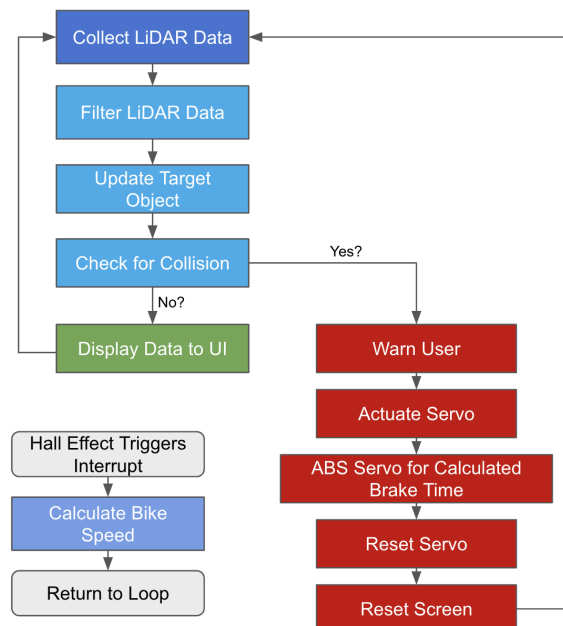 Collect LiDAR Data
Filter LiDAR Data
Update Target
Object
Check for Collision
Yes?
No?
Display Data to UI
Warn User
Actuate Servo
ABS Servo for Calculated
Brake Time
Reset Servo
Reset Screen
Hall Effect Triggers
Interrupt
Calculate Bike
Speed
Return to Loop